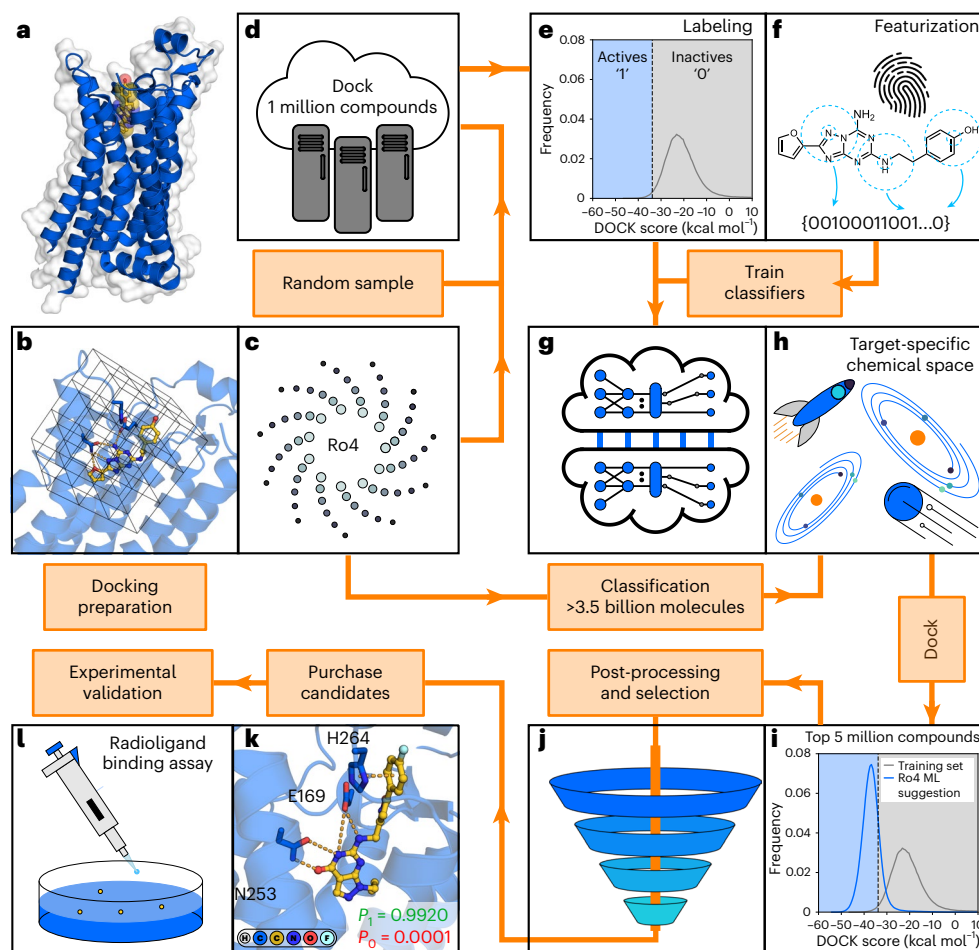 a
d
Dock
1 million compounds
e
Labeling
0.08
0.06
0.04
0.02
0
Frequency
Actives
'1'
Inactives
'0'
–60 –50 –40 –30 –20 –10 0 10
DOCK score (kcal mol⁻¹)
f
Featurization
NH₂
N
N
N
N
N
N
H
O
OH
{00100011001...0}
Random sample
Train
classifiers
b
c
Ro4
g
h
Target-specific
chemical space
Docking
preparation
Classification
>3.5 billion molecules
Dock
Experimental
validation
Purchase
candidates
Post-processing
and selection
l
Radioligand
binding assay
k
H264
E169
N253
P₁ = 0.9920
P₀ = 0.0001
H C C N O F
j
i
Top 5 million compounds
0.08
0.06
0.04
0.02
0
Frequency
Training set
Ro4 ML
suggestion
–60 –50 –40 –30 –20 –10 0 10
DOCK score (kcal mol⁻¹)